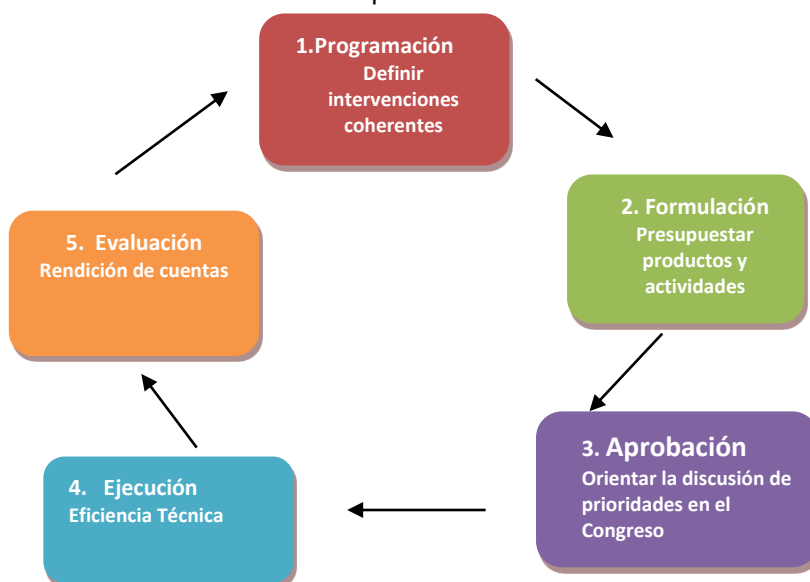 1.Programación
Definir
intervenciones
coherentes
2. Formulación
Presupuestar
productos y
actividades
3. Aprobación
Orientar la discusión de
prioridades en el
Congreso
4. Ejecución
Eficiencia Técnica
5. Evaluación
Rendición de cuentas